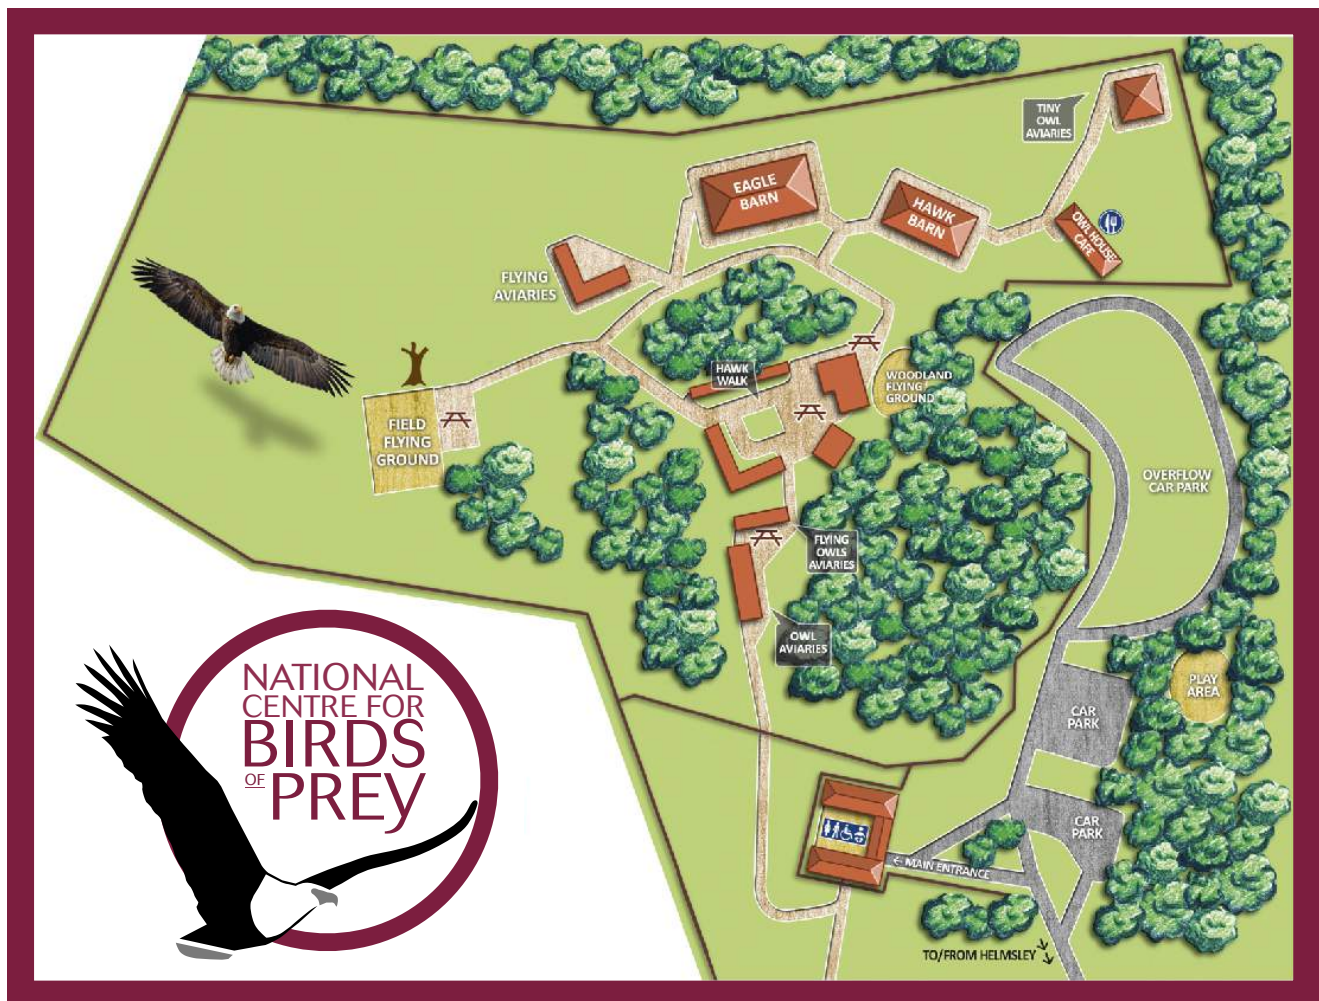 TINY
OWL
AVIARIES
EAGLE
BARN
HAWK
BARN
OWL HOUSE
CAFE
FLYING
AVIARIES
HAWK
WALK
WOODLAND
FLYING
GROUND
FIELD
FLYING
GROUND
OVERFLOW
CAR PARK
FLYING
OWLS
AVIARIES
OWL
AVIARIES
PLAY
AREA
CAR
PARK
CAR
PARK
← MAIN ENTRANCE
TO/FROM HELMSLEY
NATIONAL
CENTRE FOR
BIRDS
OF PREY